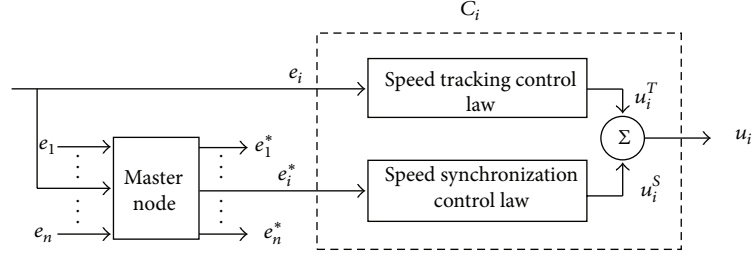 C_i
e_i
Speed tracking control
law
u_i^T
e_1
e_1^*
Master
node
e_i^*
Speed synchronization
control law
Σ
u_i
u_i^S
e_n
e_n^*